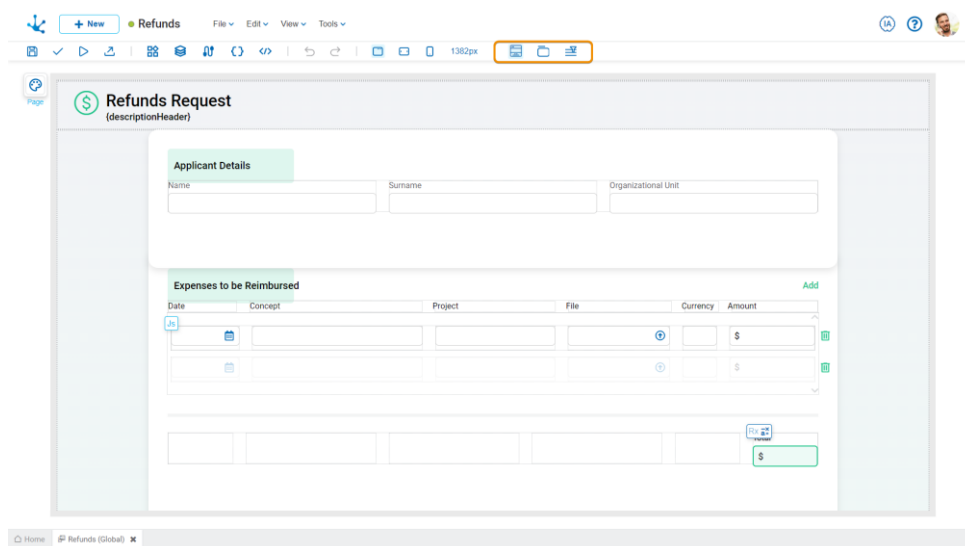 + New
Refunds
File
Edit
View
Tools
IA
?
1382px
Page
$
Refunds Request
{descriptionHeader}
Applicant Details
Name
Surname
Organizational Unit
Expenses to be Reimbursed
Add
Date
Concept
Project
File
Currency
Amount
Js
$
$
Rx
Total
$
Home
Refunds (Global)